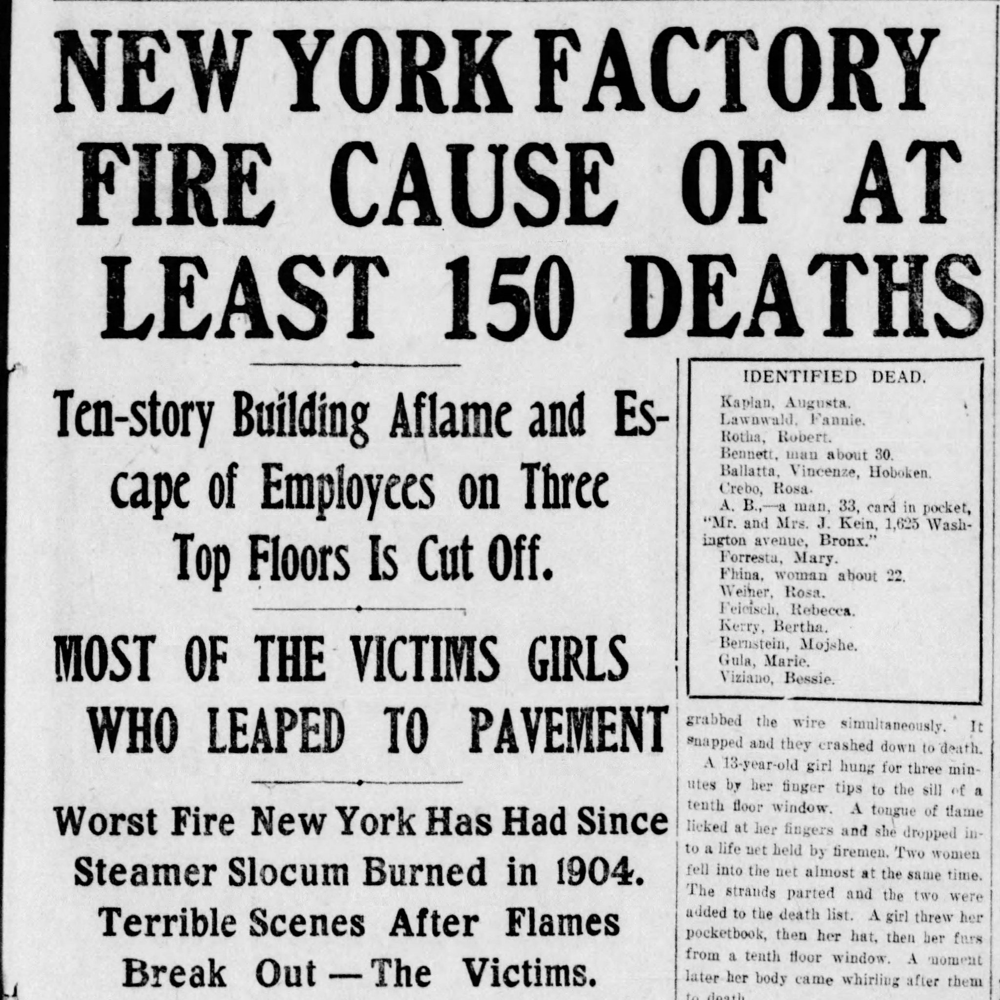 NEW YORK FACTORY
FIRE CAUSE OF AT
LEAST 150 DEATHS
Ten-story Building Aflame and Es-
cape of Employees on Three
Top Floors Is Cut Off.
MOST OF THE VICTIMS GIRLS
WHO LEAPED TO PAVEMENT
Worst Fire New York Has Had Since
Steamer Slocum Burned in 1904.
Terrible Scenes After Flames
Break Out — The Victims.
IDENTIFIED DEAD.
Kaplan, Augusta.
Lawnwald, Fannie.
Rotha, Robert.
Bennett, man about 30.
Ballatta, Vincenze, Hoboken.
Crebo, Rosa.
A. B.,—a man, 33, card in pocket,
"Mr. and Mrs. J. Kein, 1,625 Wash-
ington avenue, Bronx."
Forresta, Mary.
Fhina, woman about 22.
Weiner, Rosa.
Feicisch, Rebecca.
Kerry, Bertha.
Bernstein, Mojshe.
Gula, Marie.
Viziano, Bessie.
grabbed the wire simultaneously. It
snapped and they crashed down to death.
A 13-year-old girl hung for three min-
utes by her finger tips to the sill of a
tenth floor window. A tongue of flame
licked at her fingers and she dropped in-
to a life net held by firemen. Two women
fell into the net almost at the same time.
The strands parted and the two were
added to the death list. A girl threw her
pocketbook, then her hat, then her furs
from a tenth floor window. A moment
later her body came whirling after them
to death